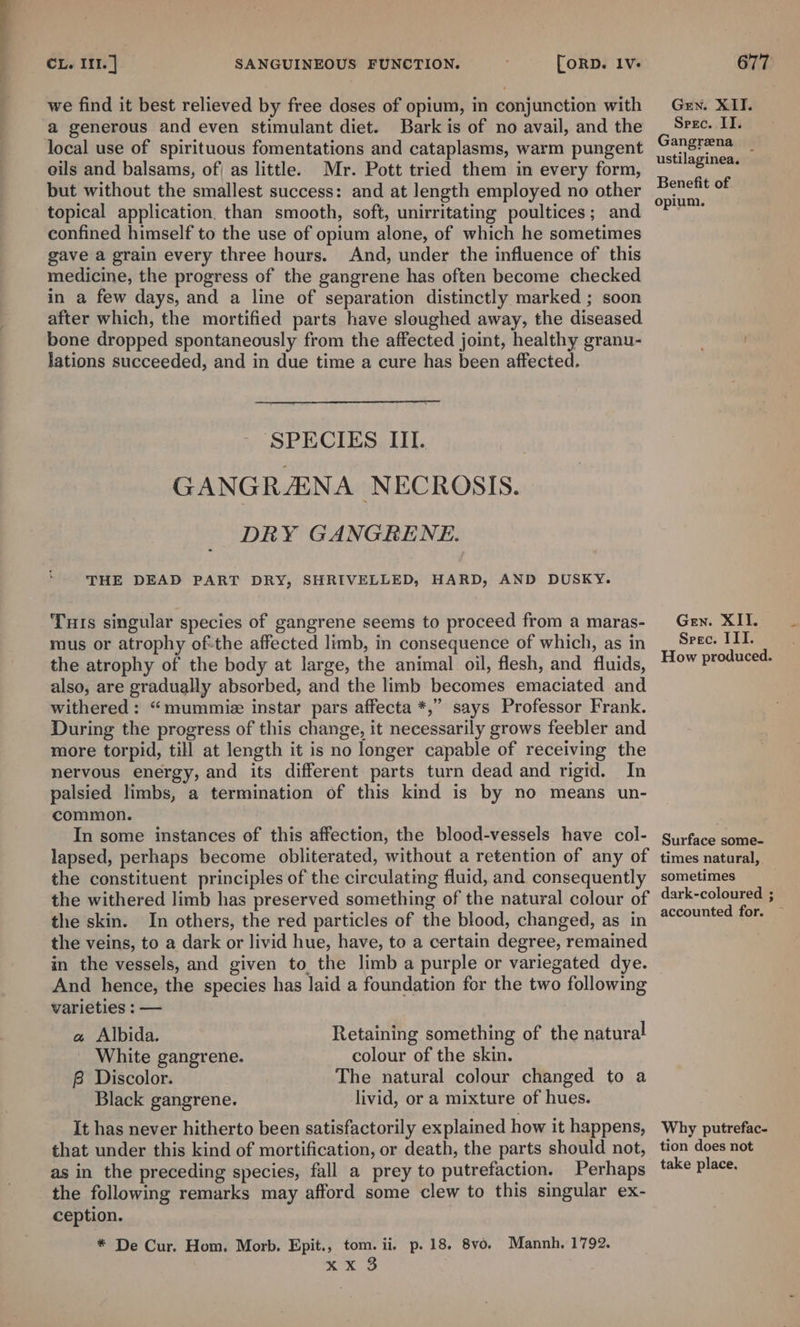 CL. III.] SANGUINEOUS FUNCTION. [ORD. IV. 677
we find it best relieved by free doses of opium, in conjunction with
a generous and even stimulant diet. Bark is of no avail, and the
local use of spirituous fomentations and cataplasms, warm pungent
oils and balsams, of as little. Mr. Pott tried them in every form,
but without the smallest success: and at length employed no other
topical application than smooth, soft, unirritating poultices; and
confined himself to the use of opium alone, of which he sometimes
gave a grain every three hours. And, under the influence of this
medicine, the progress of the gangrene has often become checked
in a few days, and a line of separation distinctly marked; soon
after which, the mortified parts have sloughed away, the diseased
bone dropped spontaneously from the affected joint, healthy granu-
lations succeeded, and in due time a cure has been affected.
Gen. XII.
Spec. II.
Gangræna
ustilaginea.
Benefit of
opium.
SPECIES III.
GANGRÆNA NECROSIS.
DRY GANGRENE.
THE DEAD PART DRY, SHRIVELLED, HARD, AND DUSKY.
This singular species of gangrene seems to proceed from a maras-
mus or atrophy of the affected limb, in consequence of which, as in
the atrophy of the body at large, the animal oil, flesh, and fluids,
also, are gradually absorbed, and the limb becomes emaciated and
withered: “mummiæ instar pars affecta *,” says Professor Frank.
During the progress of this change, it necessarily grows feebler and
more torpid, till at length it is no longer capable of receiving the
nervous energy, and its different parts turn dead and rigid. In
palsied limbs, a termination of this kind is by no means un-
common.
Gen. XII.
Spec. III.
How produced.
In some instances of this affection, the blood-vessels have col-
lapsed, perhaps become obliterated, without a retention of any of
the constituent principles of the circulating fluid, and consequently
the withered limb has preserved something of the natural colour of
the skin. In others, the red particles of the blood, changed, as in
the veins, to a dark or livid hue, have, to a certain degree, remained
in the vessels, and given to the limb a purple or variegated dye.
And hence, the species has laid a foundation for the two following
varieties: —
Surface some-
times natural,
sometimes
dark-coloured;
accounted for.
α Albida. Retaining something of the natural
White gangrene. colour of the skin.
β Discolor. The natural colour changed to a
Black gangrene. livid, or a mixture of hues.
It has never hitherto been satisfactorily explained how it happens,
that under this kind of mortification, or death, the parts should not,
as in the preceding species, fall a prey to putrefaction. Perhaps
the following remarks may afford some clew to this singular ex-
ception.
Why putrefac-
tion does not
take place.
* De Cur. Hom. Morb. Epit., tom. ii. p. 18. 8vo. Mannh. 1792.
X X 3